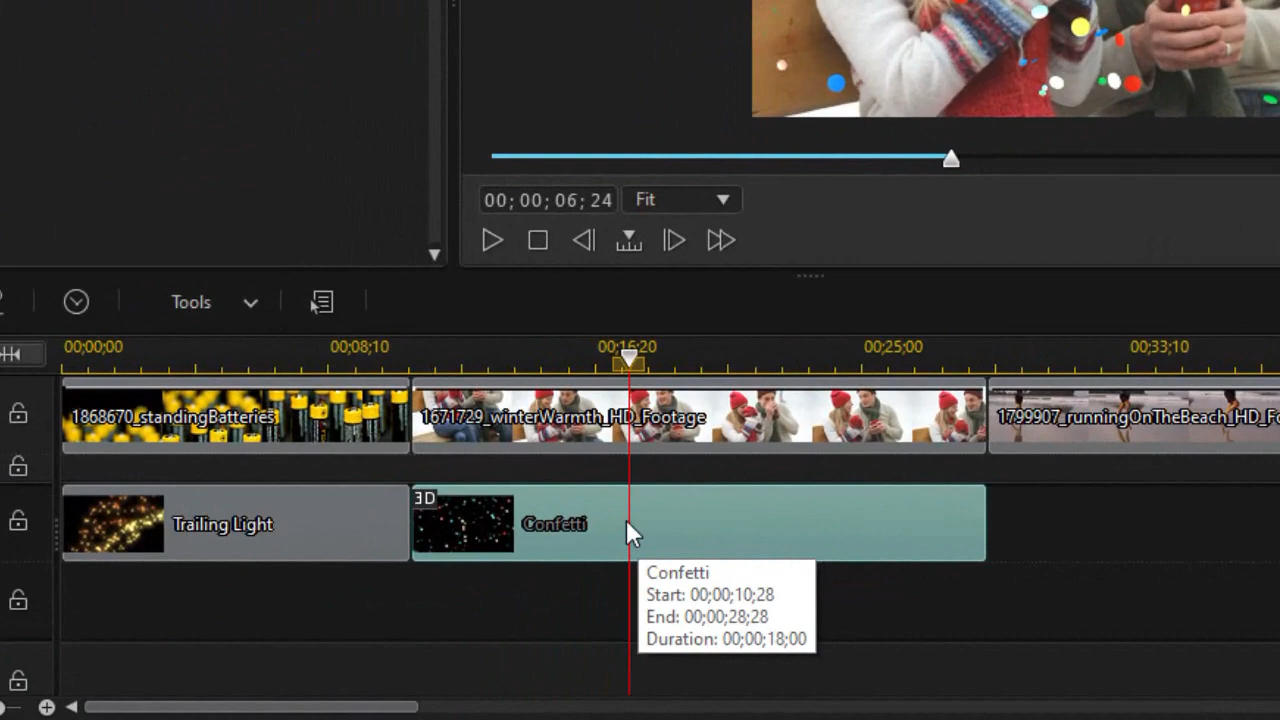 00; 00; 06; 24
Fit
Tools
00;00;00
00;08;10
00;16;20
00;25;00
00;33;10
1868670_standingBatteries
1671729_winterWarmth_HD_Footage
1799907_runningOnTheBeach_HD_Fo
Trailing Light
3D
Confetti
Confetti
Start: 00;00;10;28
End: 00;00;28;28
Duration: 00;00;18;00